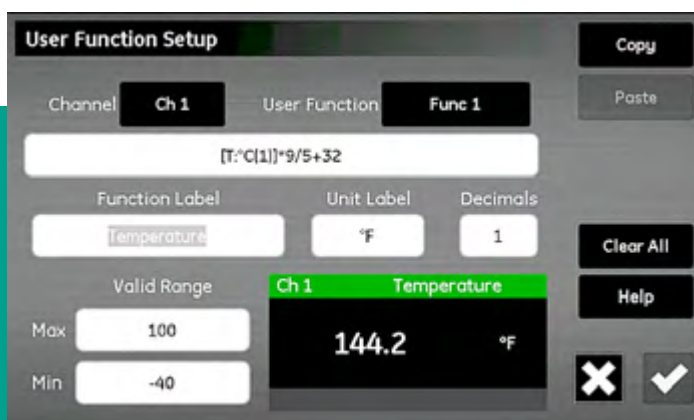 User Function Setup
Copy
Channel Ch 1 User Function Func 1
Paste
[T:°C(1)]*9/5+32
Function Label Unit Label Decimals
Temperature °F 1
Clear All
Valid Range
Ch 1 Temperature
Help
Max 100
144.2 °F
Min -40